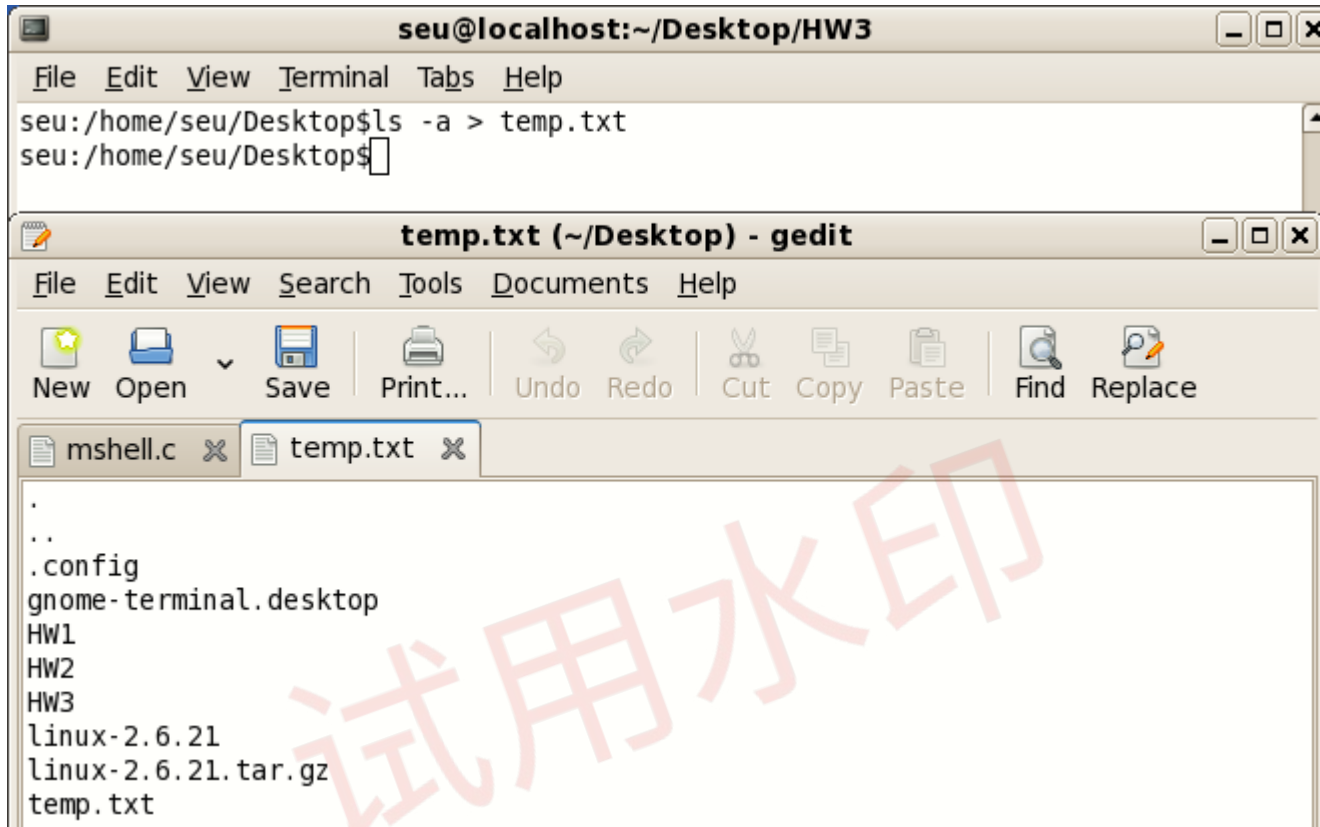 seu@localhost:~/Desktop/HW3
File Edit View Terminal Tabs Help
seu:/home/seu/Desktop$ls -a > temp.txt
seu:/home/seu/Desktop$
temp.txt (~/Desktop) - gedit
File Edit View Search Tools Documents Help
New Open Save Print... Undo Redo Cut Copy Paste Find Replace
mshell.c temp.txt
.
..
.config
gnome-terminal.desktop
HW1
HW2
HW3
linux-2.6.21
linux-2.6.21.tar.gz
temp.txt
试用水印